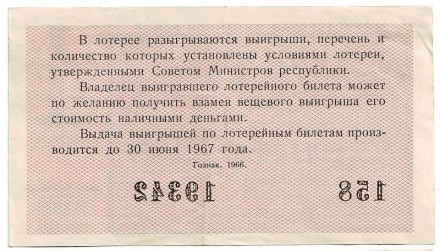 В лотерее разыгрываются выигрыши, перечень и
количество которых установлены условиями лотереи,
утвержденными Советом Министров республики.
Владелец выигравшего лотерейного билета может
по желанию получить взамен вещевого выигрыша его
стоимость наличными деньгами.
Выдача выигрышей по лотерейным билетам произ-
водится до 30 июня 1967 года.
Гознак. 1966.
19342 158